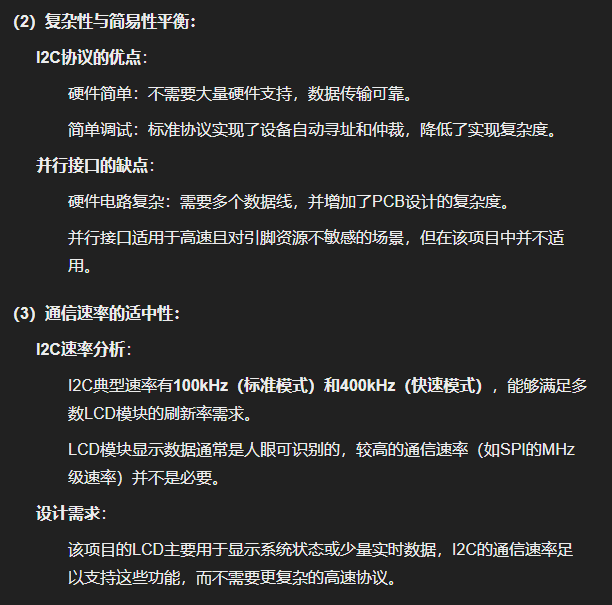 (2) 复杂性与简易性平衡:
I2C协议的优点:
硬件简单：不需要大量硬件支持，数据传输可靠。
简单调试：标准协议实现了设备自动寻址和仲裁，降低了实现复杂度。
并行接口的缺点:
硬件电路复杂：需要多个数据线，并增加了PCB设计的复杂度。
并行接口适用于高速且对引脚资源不敏感的场景，但在该项目中并不适
用。
(3) 通信速率的适中性:
I2C速率分析:
I2C典型速率有100kHz（标准模式）和400kHz（快速模式），能够满足多
数LCD模块的刷新率需求。
LCD模块显示数据通常是人眼可识别的，较高的通信速率（如SPI的MHz
级速率）并不是必要。
设计需求:
该项目的LCD主要用于显示系统状态或少量实时数据，I2C的通信速率足
以支持这些功能，而不需要更复杂的高速协议。